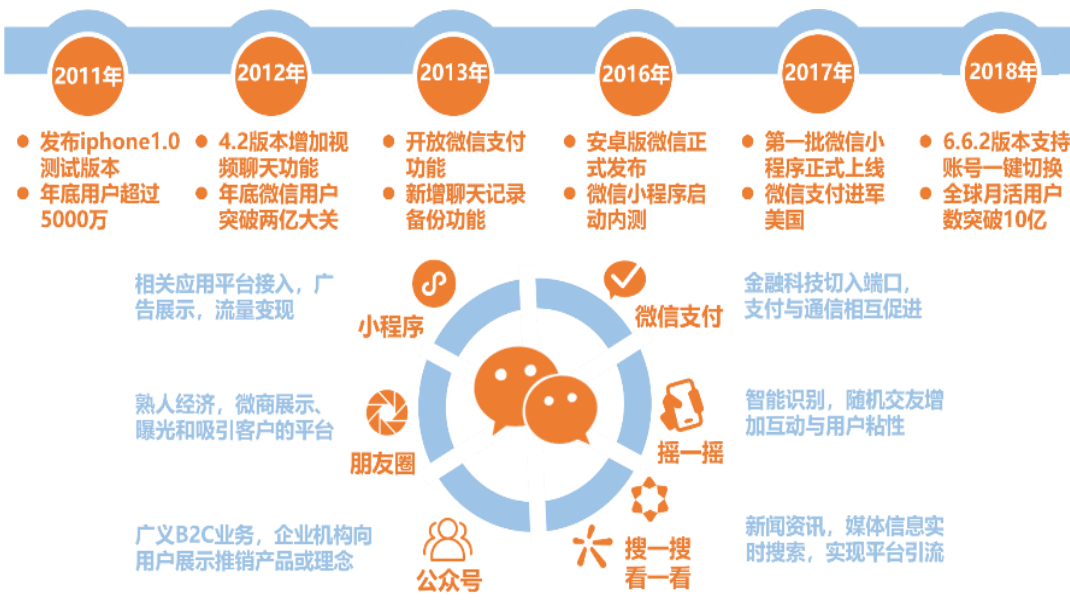 2011年
2012年
2013年
2016年
2017年
2018年
发布iphone1.0
测试版本
年底用户超过
5000万
4.2版本增加视
频聊天功能
年底微信用户
突破两亿大关
开放微信支付
功能
新增聊天记录
备份功能
安卓版微信正
式发布
微信小程序启
动内测
第一批微信小
程序正式上线
微信支付进军
美国
6.6.2版本支持
账号一键切换
全球月活用户
数突破10亿
相关应用平台接入，广
告展示，流量变现
小程序
微信支付
金融科技切入端口，
支付与通信相互促进
熟人经济，微商展示、
曝光和吸引客户的平台
朋友圈
摇一摇
智能识别，随机交友增
加互动与用户粘性
广义B2C业务，企业机构向
用户展示推销产品或理念
公众号
搜一搜
看一看
新闻资讯，媒体信息实
时搜索，实现平台引流